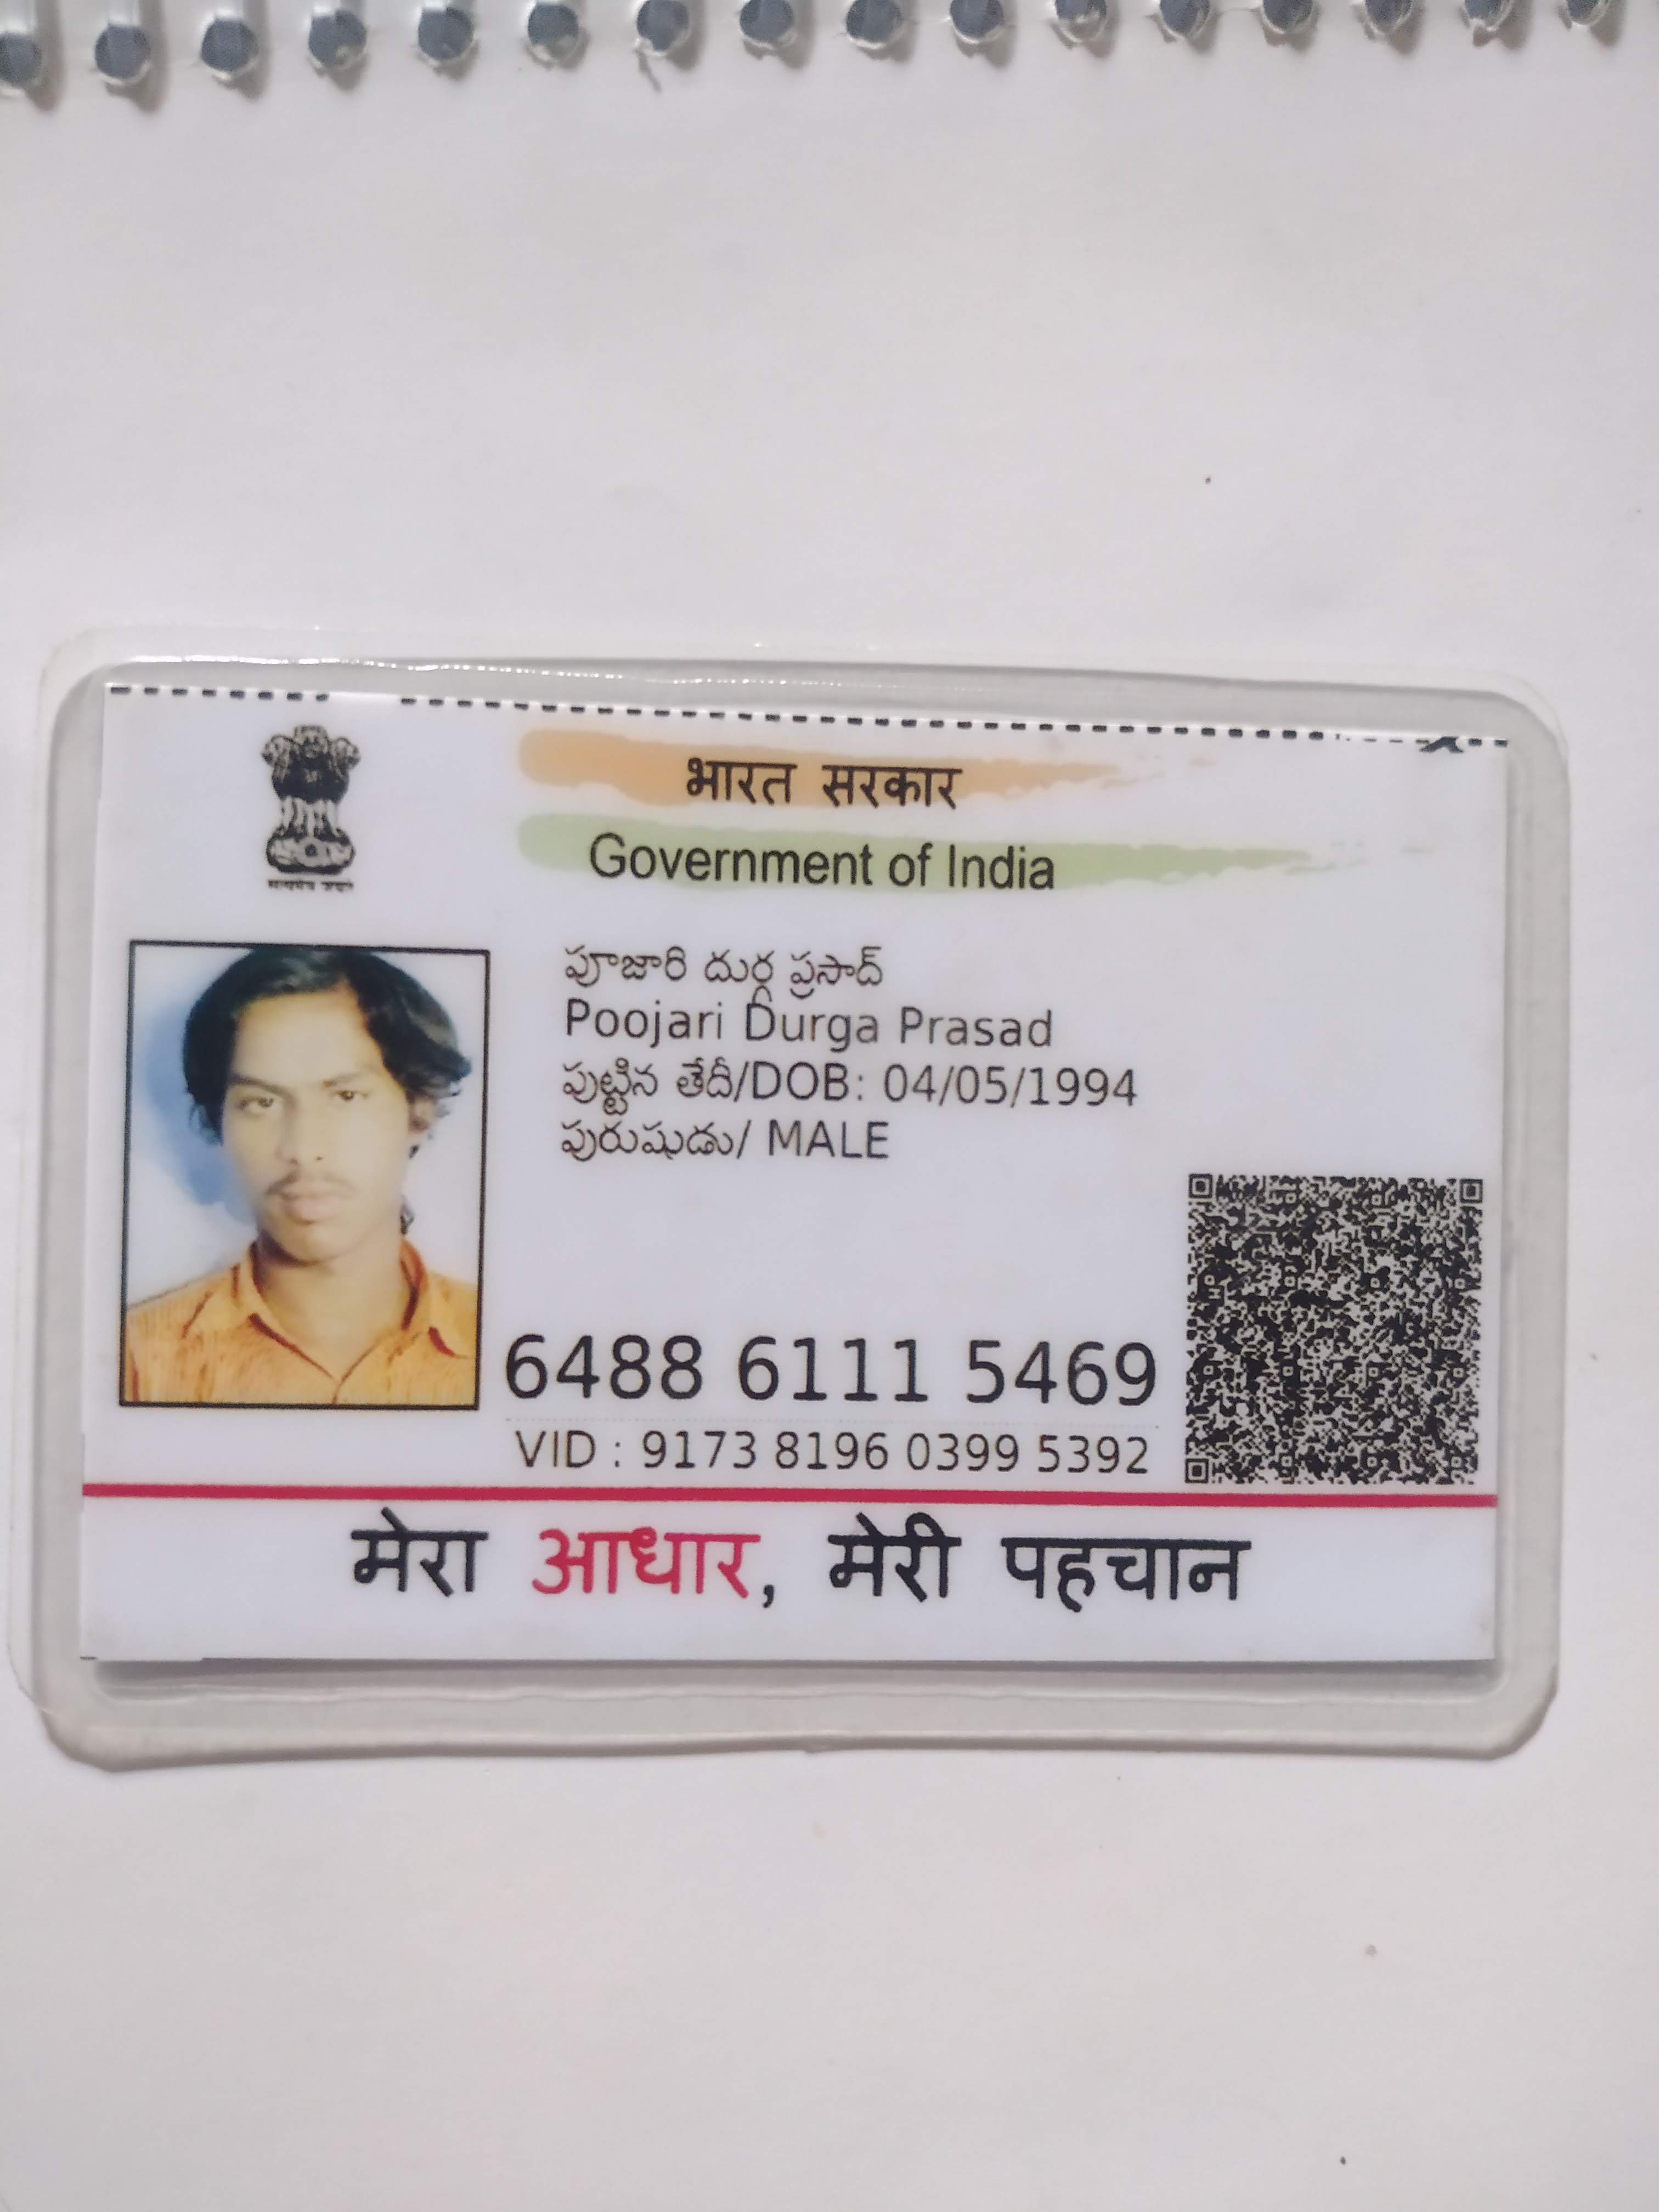 सत्यमेव जयते
भारत सरकार
Government of India
పూజారి దుర్గ ప్రసాద్
Poojari Durga Prasad
పుట్టిన తేదీ/DOB: 04/05/1994
పురుషుడు/ MALE
6488 6111 5469
VID : 9173 8196 0399 5392
मेरा आधार, मेरी पहचान